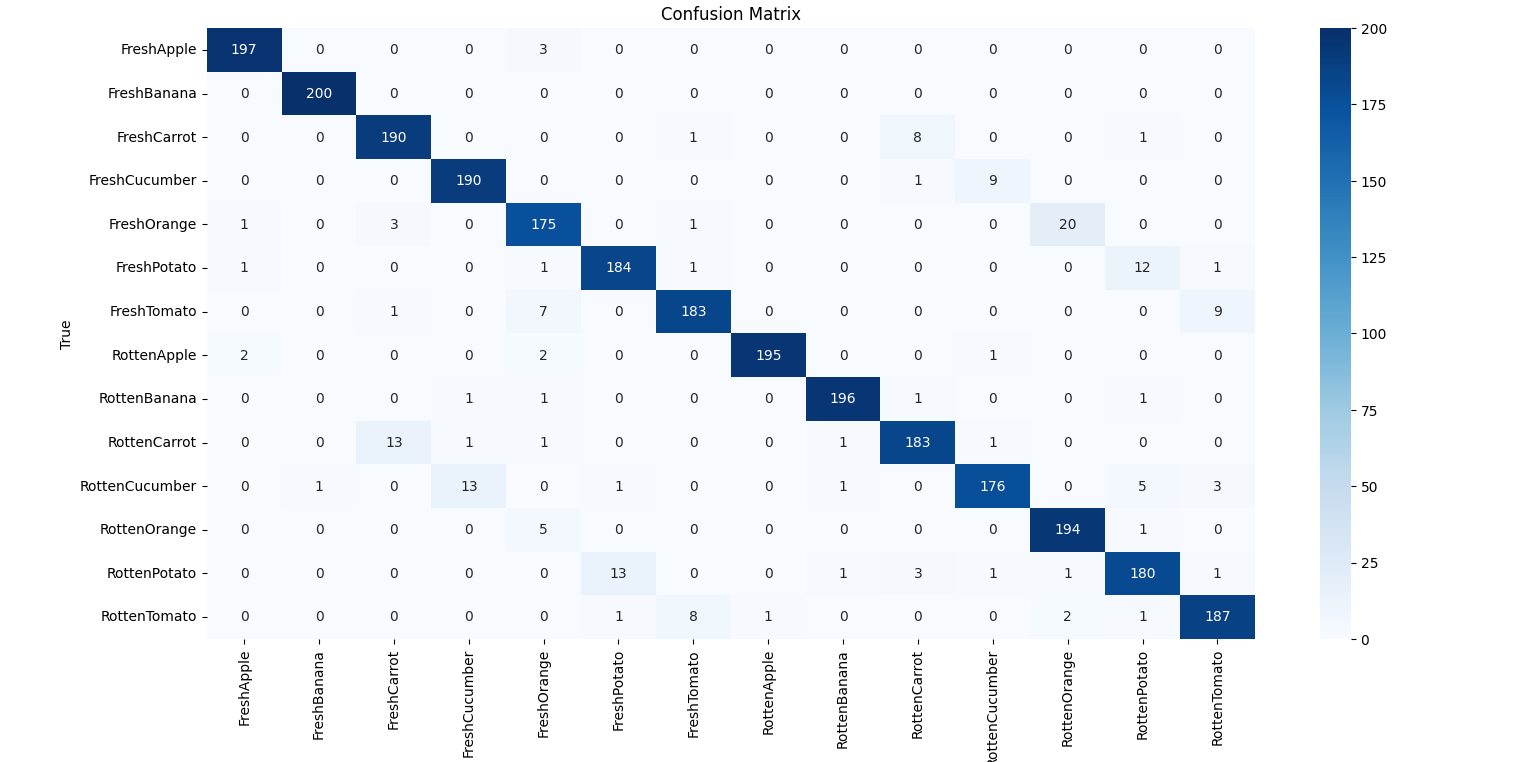 Confusion Matrix
FreshApple 197 0 0 0 3 0 0 0 0 0 0 0 0 0
FreshBanana 0 200 0 0 0 0 0 0 0 0 0 0 0 0
FreshCarrot 0 0 190 0 0 0 1 0 0 8 0 0 1 0
FreshCucumber 0 0 0 190 0 0 0 0 0 1 9 0 0 0
FreshOrange 1 0 3 0 175 0 1 0 0 0 0 20 0 0
FreshPotato 1 0 0 0 1 184 1 0 0 0 0 0 12 1
FreshTomato 0 0 1 0 7 0 183 0 0 0 0 0 0 9
True
RottenApple 2 0 0 0 2 0 0 195 0 0 1 0 0 0
RottenBanana 0 0 0 1 1 0 0 0 196 1 0 0 1 0
RottenCarrot 0 0 13 1 1 0 0 0 1 183 1 0 0 0
RottenCucumber 0 1 0 13 0 1 0 0 1 0 176 0 5 3
RottenOrange 0 0 0 0 5 0 0 0 0 0 0 194 1 0
RottenPotato 0 0 0 0 0 13 0 0 1 3 1 1 180 1
RottenTomato 0 0 0 0 0 1 8 1 0 0 0 2 1 187
FreshApple
FreshBanana
FreshCarrot
FreshCucumber
FreshOrange
FreshPotato
FreshTomato
RottenApple
RottenBanana
RottenCarrot
ottenCucumber
RottenOrange
RottenPotato
RottenTomato
200
175
150
125
100
75
50
25
0